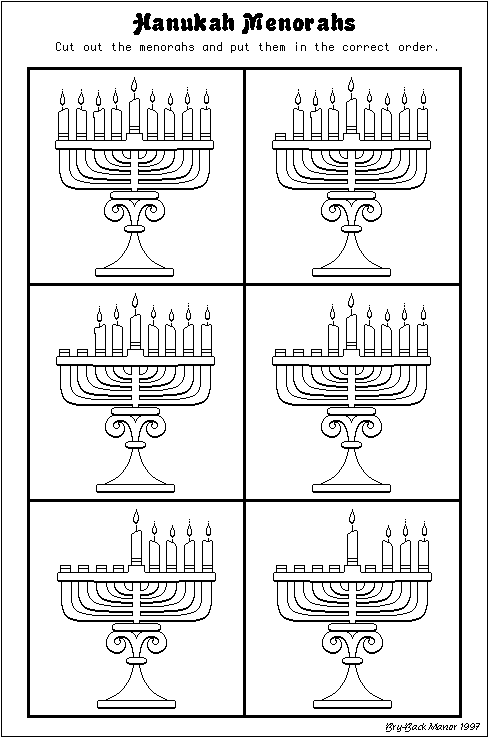 Hanukah Menorahs
Cut out the menorahs and put them in the correct order.
Bry-Back Manor 1997